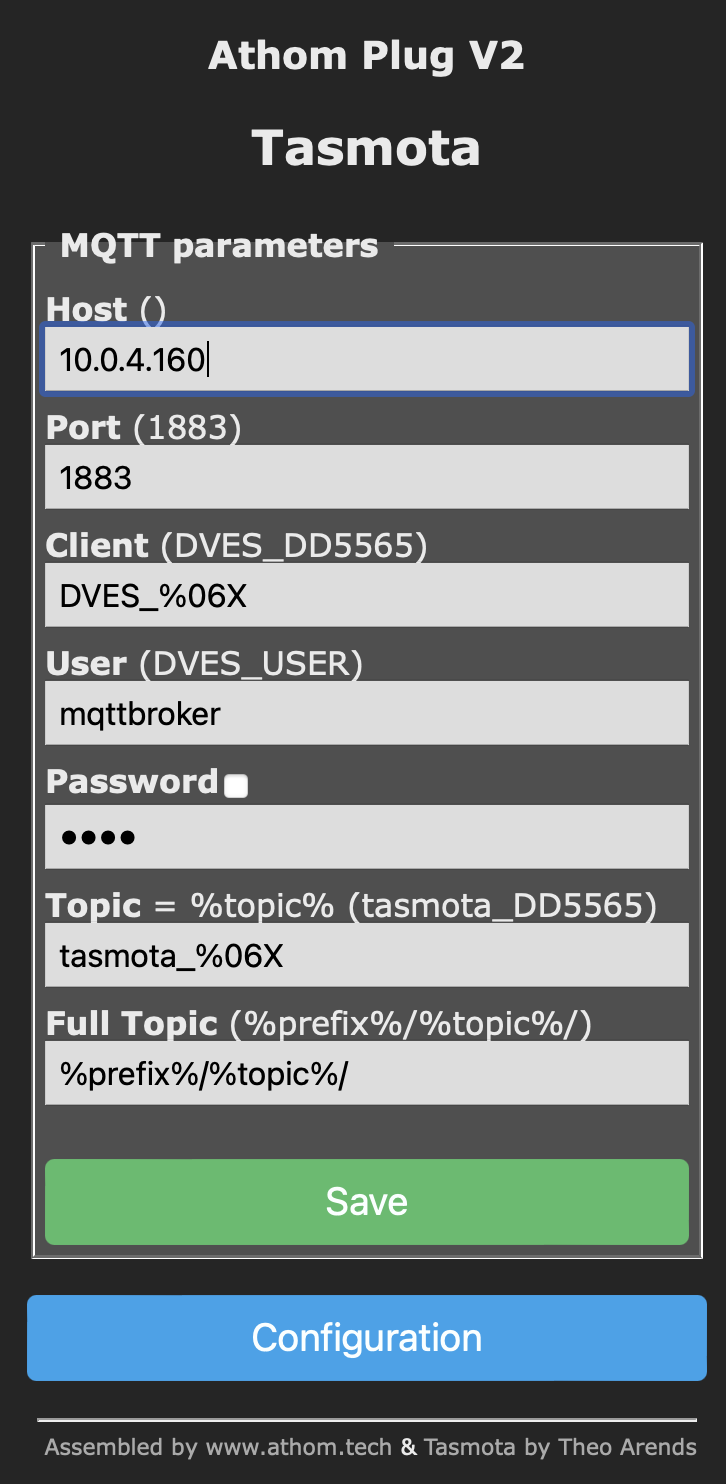 Athom Plug V2
Tasmota
MQTT parameters
Host ()
10.0.4.160
Port (1883)
1883
Client (DVES_DD5565)
DVES_%06X
User (DVES_USER)
mqttbroker
Password
••••
Topic = %topic% (tasmota_DD5565)
tasmota_%06X
Full Topic (%prefix%/%topic%/)
%prefix%/%topic%/
Save
Configuration
Assembled by www.athom.tech & Tasmota by Theo Arends